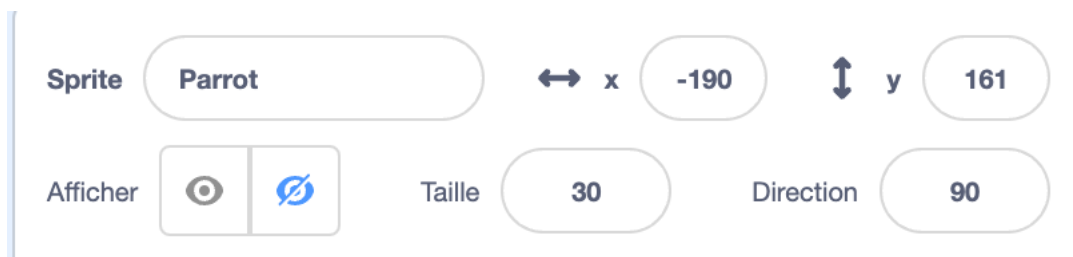 Sprite Parrot x -190 y 161
Afficher Taille 30 Direction 90